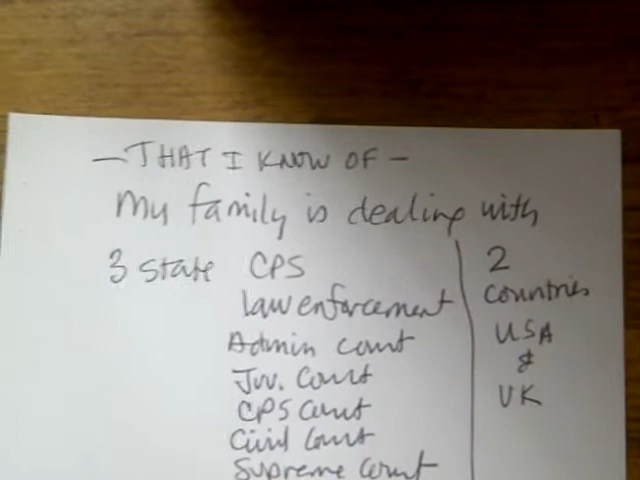 — THAT I KNOW OF —
My family is dealing with
3 State CPS
law enforcement
Admin court
Juv. Court
CPS Court
Civil Court
Supreme Court
2
Countries
USA
&
UK